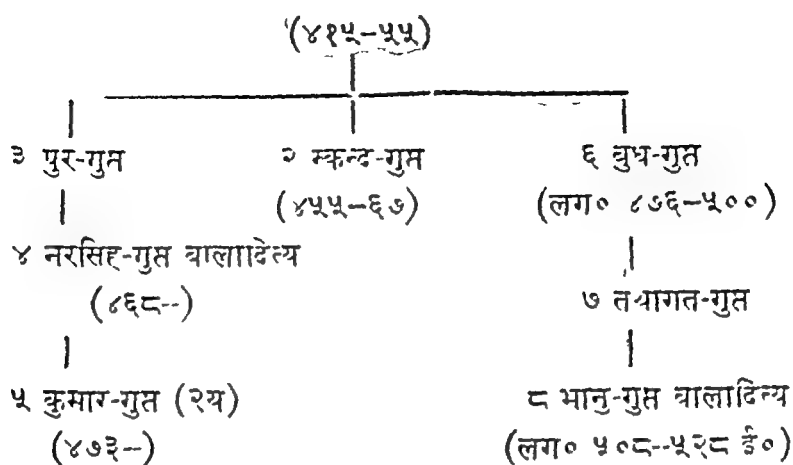 (४१५-५५)
३ पुर-गुप्त २ स्कन्द-गुप्त ६ बुध-गुप्त
(४५५-६७) (लग० ४७६-५००)
४ नरसिंह-गुप्त बालादित्य
(४६८--) ७ तथागत-गुप्त
५ कुमार-गुप्त (२य) ८ भानु-गुप्त बालादित्य
(४७३-) (लग० ५०८--५२८ ई०)